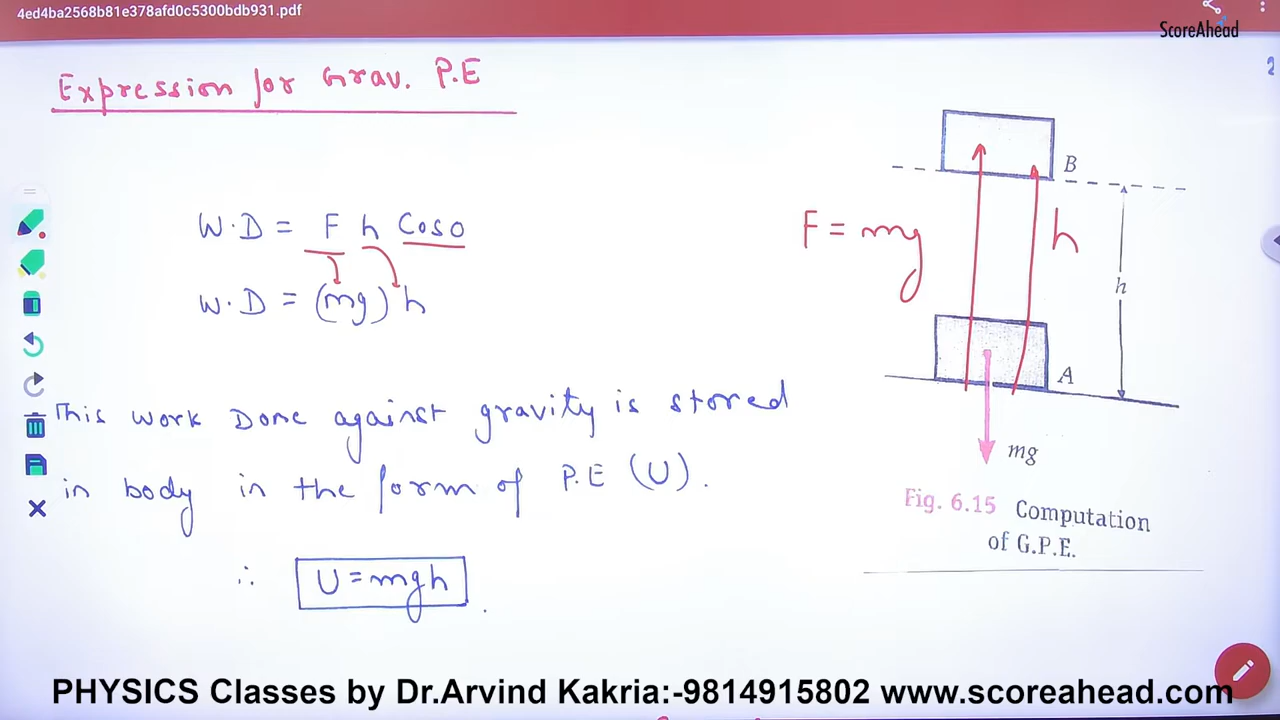 4ed4ba2568b81e378afd0c5300bdb931.pdf
ScoreAhead
2
Expression for Grav. P.E
W.D = F h Cos0
W.D = (mg) h
This work Done against gravity is stored
in body in the form of P.E (U).
∴ U = mgh.
B
F = mg
h
h
A
mg
Fig. 6.15 Computation
of G.P.E.
PHYSICS Classes by Dr.Arvind Kakria:-9814915802 www.scoreahead.com